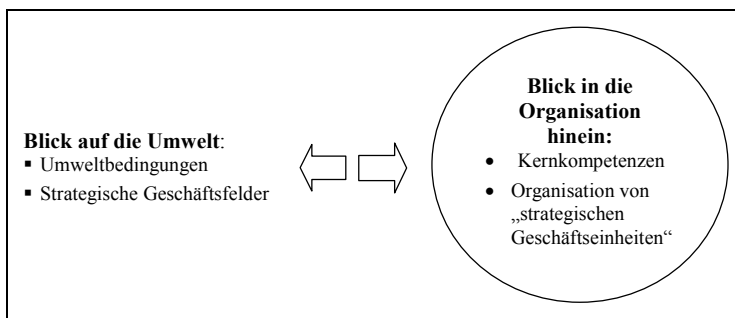 Blick auf die Umwelt:
▪ Umweltbedingungen
▪ Strategische Geschäftsfelder
Blick in die
Organisation
hinein:
• Kernkompetenzen
• Organisation von
„strategischen
Geschäftseinheiten“